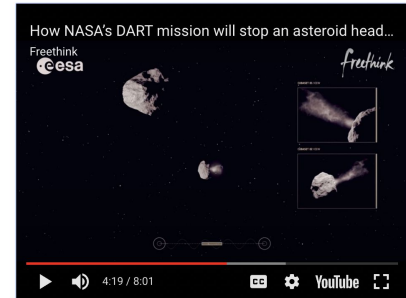 How NASA's DART mission will stop an asteroid head...
Freethink
esa
freethink
4:19 / 8:01
CC
YouTube